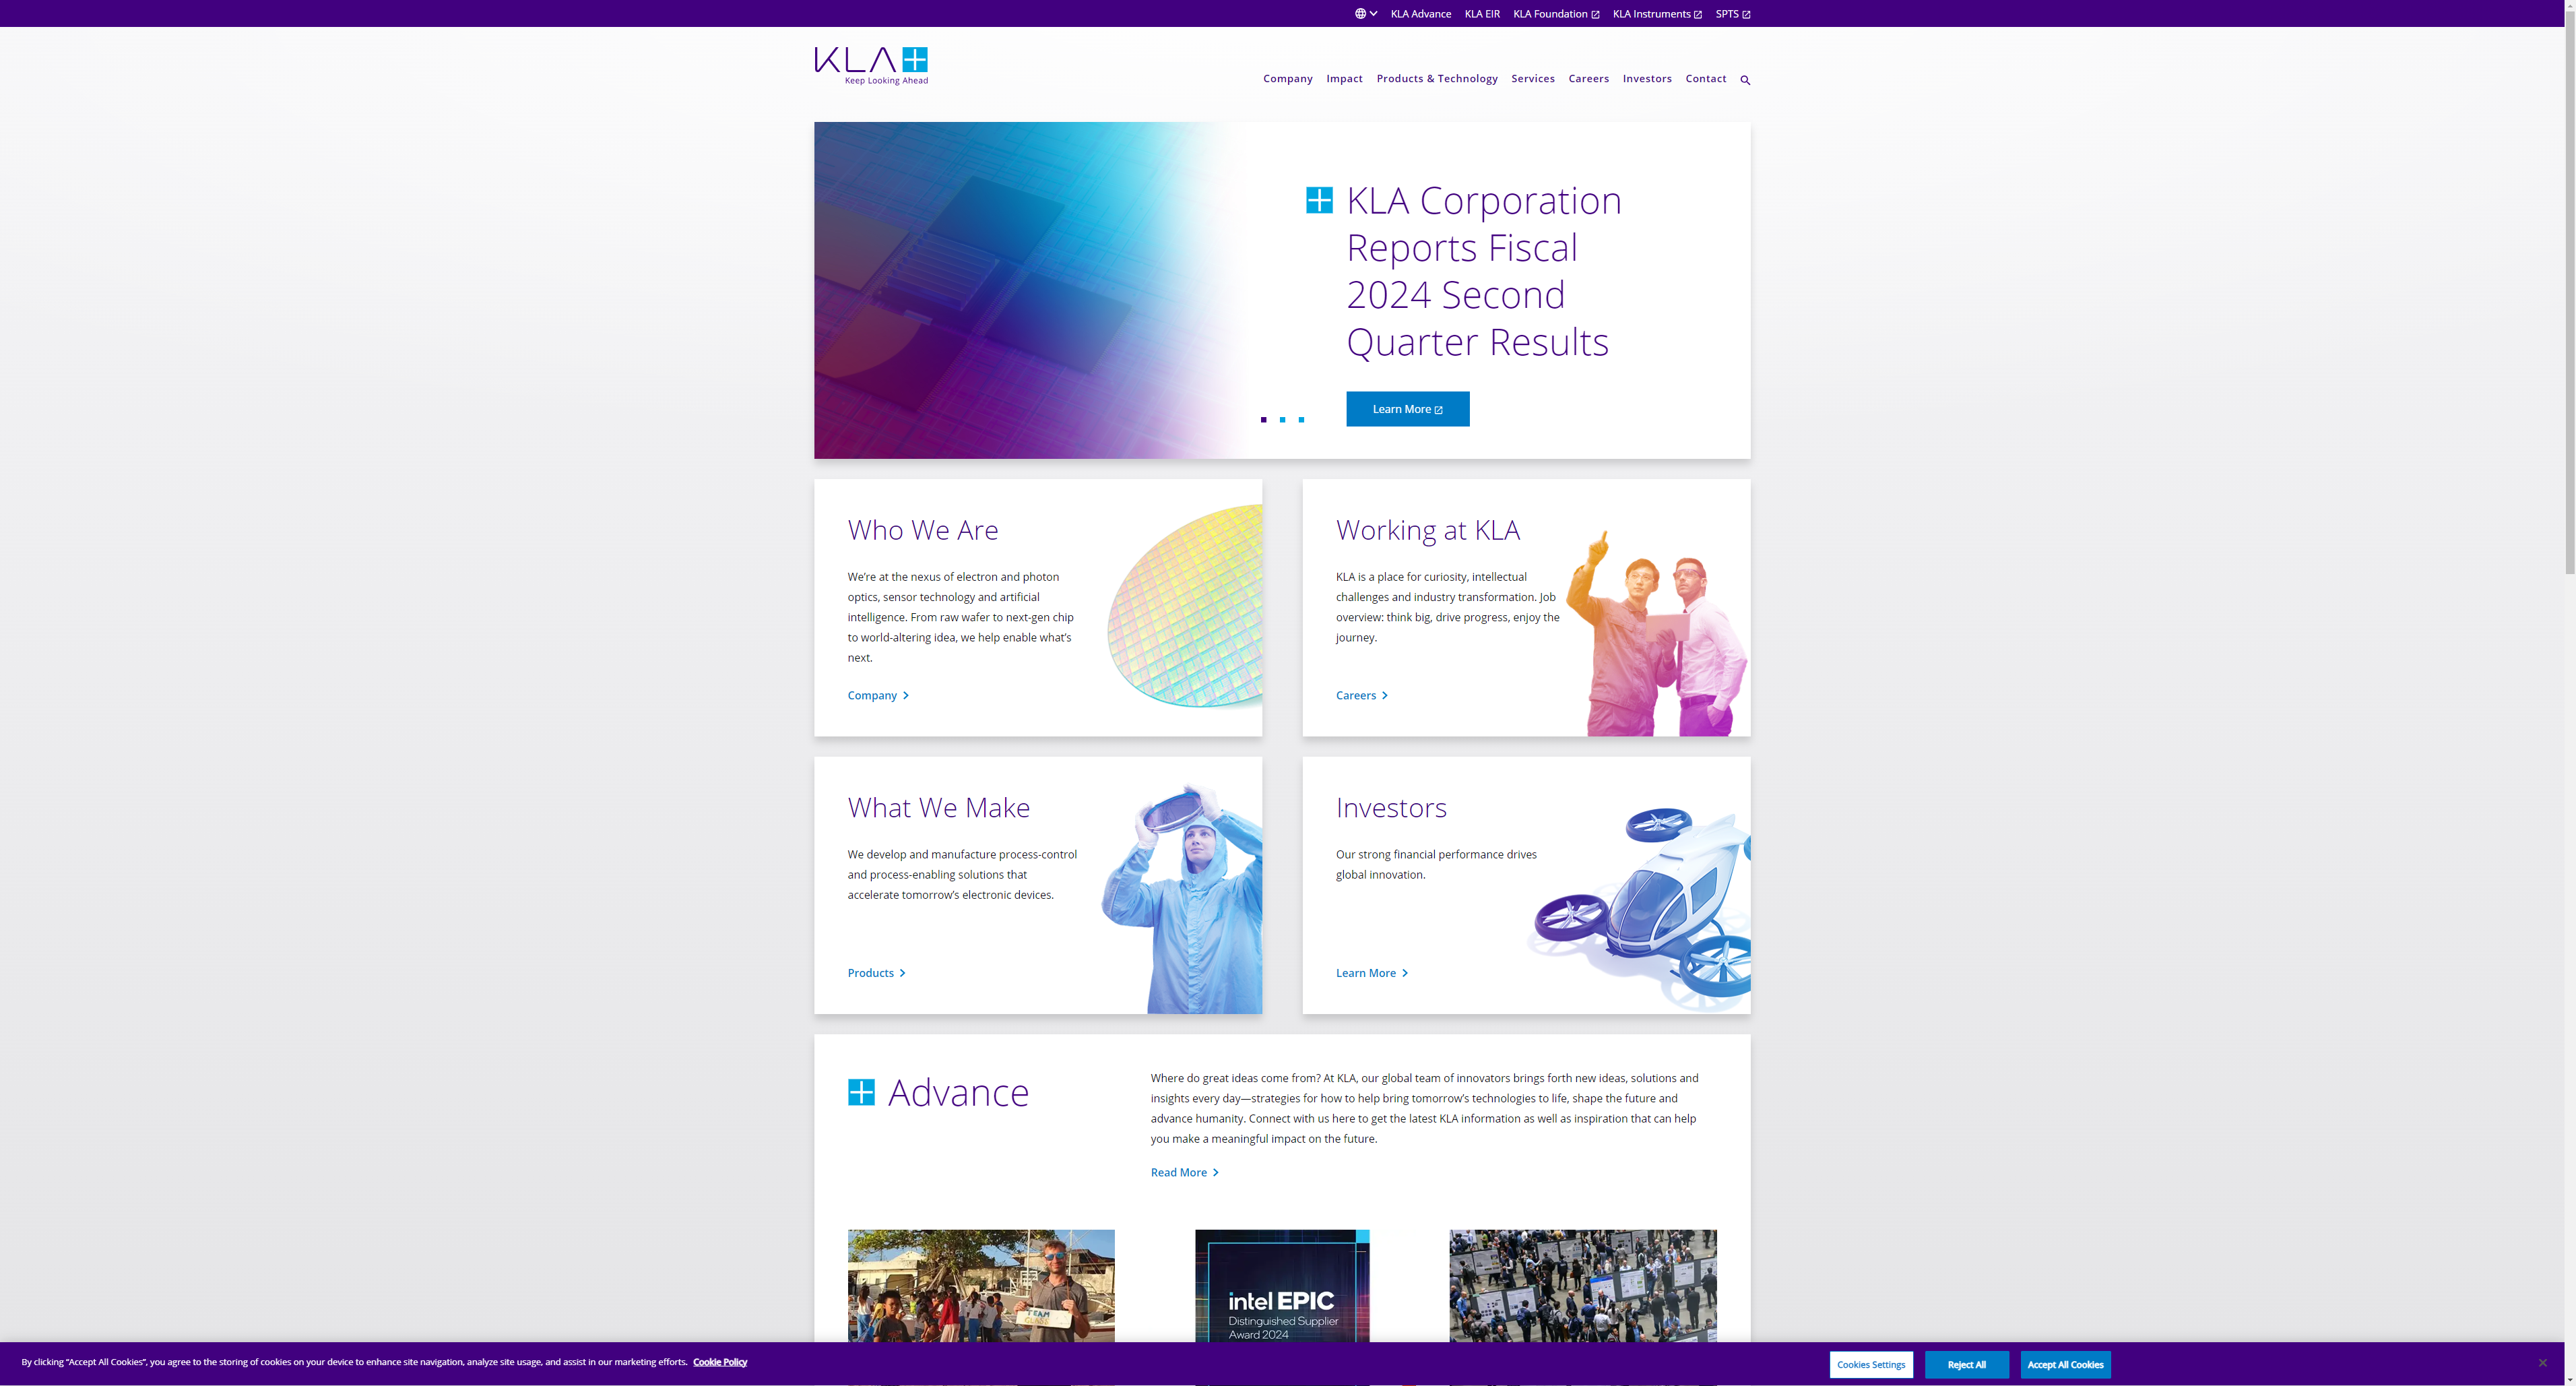 KLA Advance KLA EIR KLA Foundation KLA Instruments SPTS
KLA
Keep Looking Ahead
Company Impact Products & Technology Services Careers Investors Contact
KLA Corporation
Reports Fiscal
2024 Second
Quarter Results
Learn More
Who We Are
We’re at the nexus of electron and photon
optics, sensor technology and artificial
intelligence. From raw wafer to next-gen chip
to world-altering idea, we help enable what’s
next.
Company
Working at KLA
KLA is a place for curiosity, intellectual
challenges and industry transformation. Job
overview: think big, drive progress, enjoy the
journey.
Careers
What We Make
We develop and manufacture process-control
and process-enabling solutions that
accelerate tomorrow’s electronic devices.
Products
Investors
Our strong financial performance drives
global innovation.
Learn More
Advance
Where do great ideas come from? At KLA, our global team of innovators brings forth new ideas, solutions and
insights every day—strategies for how to help bring tomorrow’s technologies to life, shape the future and
advance humanity. Connect with us here to get the latest KLA information as well as inspiration that can help
you make a meaningful impact on the future.
Read More
TEAM
intel EPIC
Distinguished Supplier
Award 2024
By clicking “Accept All Cookies”, you agree to the storing of cookies on your device to enhance site navigation, analyze site usage, and assist in our marketing efforts. Cookie Policy
Cookies Settings
Reject All
Accept All Cookies